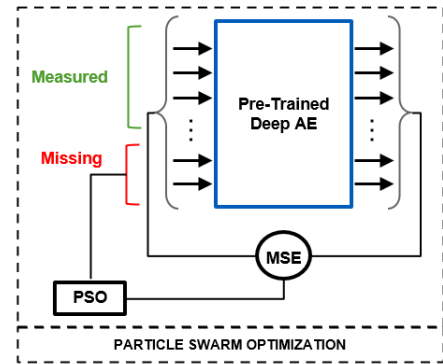 Measured
Missing
Pre-Trained
Deep AE
MSE
PSO
PARTICLE SWARM OPTIMIZATION